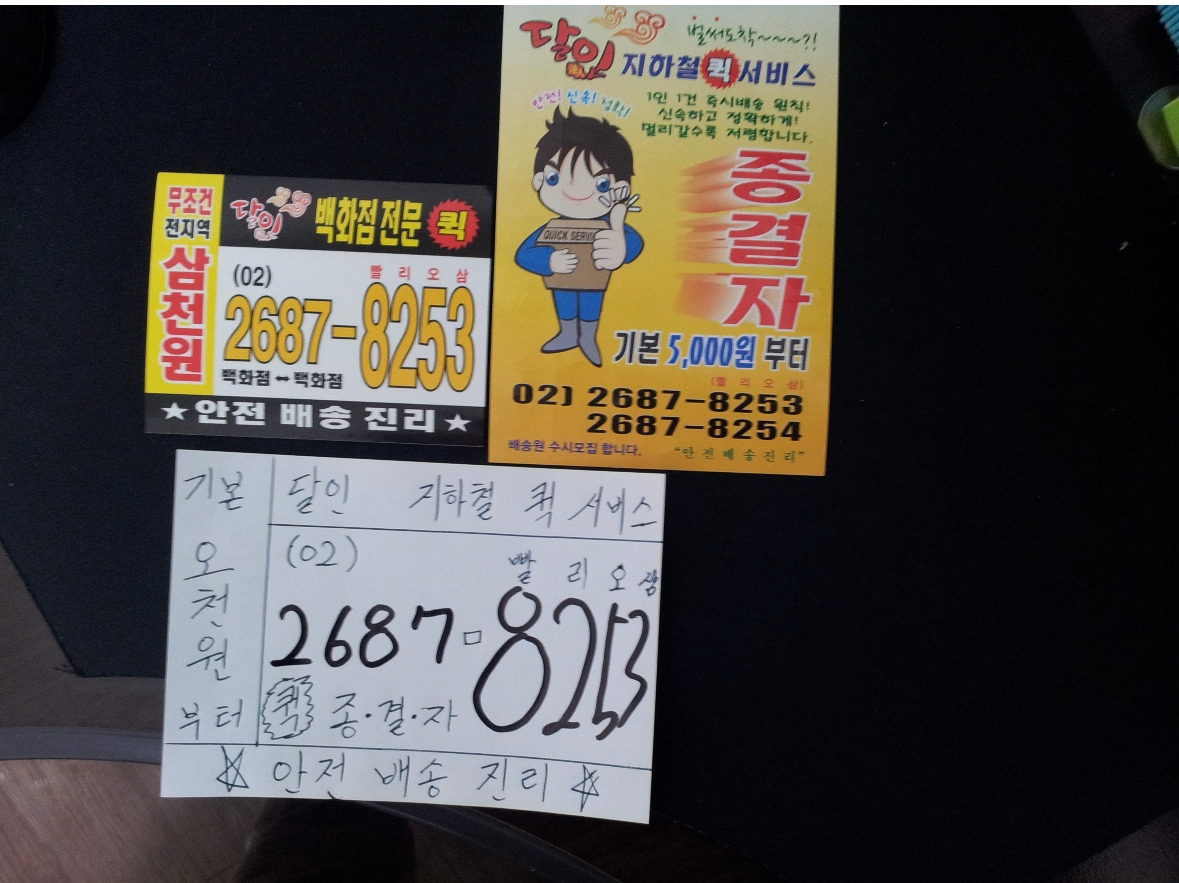 무조건
전지역
삼천원
달인 백화점 전문 퀵
(02) 빨 리 오 삼
2687-8253
백화점 ↔ 백화점
★ 안전 배송 진리 ★
달인 벌써도착~~~~?!
지하철 퀵 서비스
안전! 신속! 정확!
1인 1건 즉시배송 원칙!
신속하고 정확하게!
멀리갈수록 저렴합니다.
QUICK SERVI
종
결
자
기본 5,000원 부터
(빨 리 오 삼)
02) 2687-8253
2687-8254
배송원 수시모집 합니다. "안전배송진리"
기본
오
천
원
부터
달인 지하철 퀵 서비스
(02) 빨 리 오 삼
2687-8253
퀵 종·결·자
☆ 안전 배송 진리 ☆